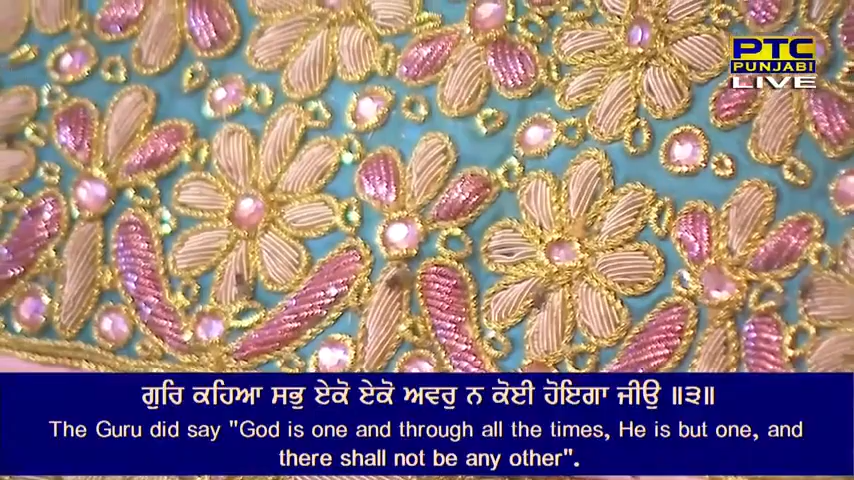 PTC
PUNJABI
LIVE
ਗੁਰਿ ਕਹਿਆ ਸਭੁ ਏਕੋ ਏਕੋ ਅਵਰੁ ਨ ਕੋਈ ਹੋਇਗਾ ਜੀਉ ॥੩॥
The Guru did say "God is one and through all the times, He is but one, and
there shall not be any other".